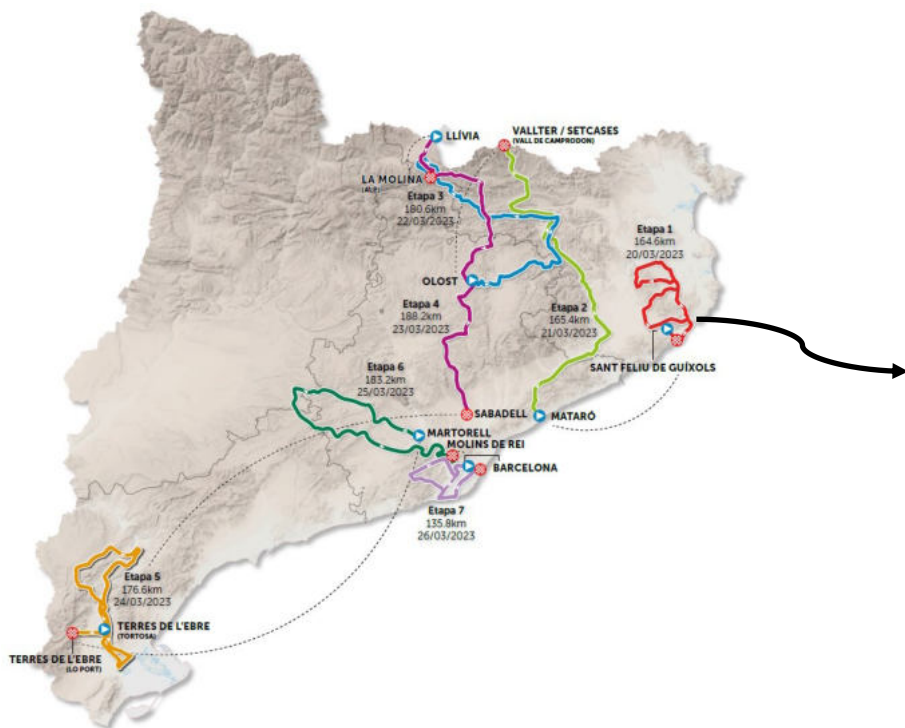 LLÍVIA
VALLTER / SETCASES
(VALL DE CAMPRODON)
LA MOLINA
(ALP)
Etapa 3
180.6km
22/03/2023
Etapa 1
164.6km
20/03/2023
OLOST
Etapa 4
188.2km
23/03/2023
Etapa 2
165.4km
21/03/2023
SANT FELIU DE GUÍXOLS
Etapa 6
183.2km
25/03/2023
SABADELL
MATARÓ
MARTORELL
MOLINS DE REI
BARCELONA
Etapa 7
135.8km
26/03/2023
Etapa 5
176.6km
24/03/2023
TERRES DE L'EBRE
(TORTOSA)
TERRES DE L'EBRE
(LO PORT)